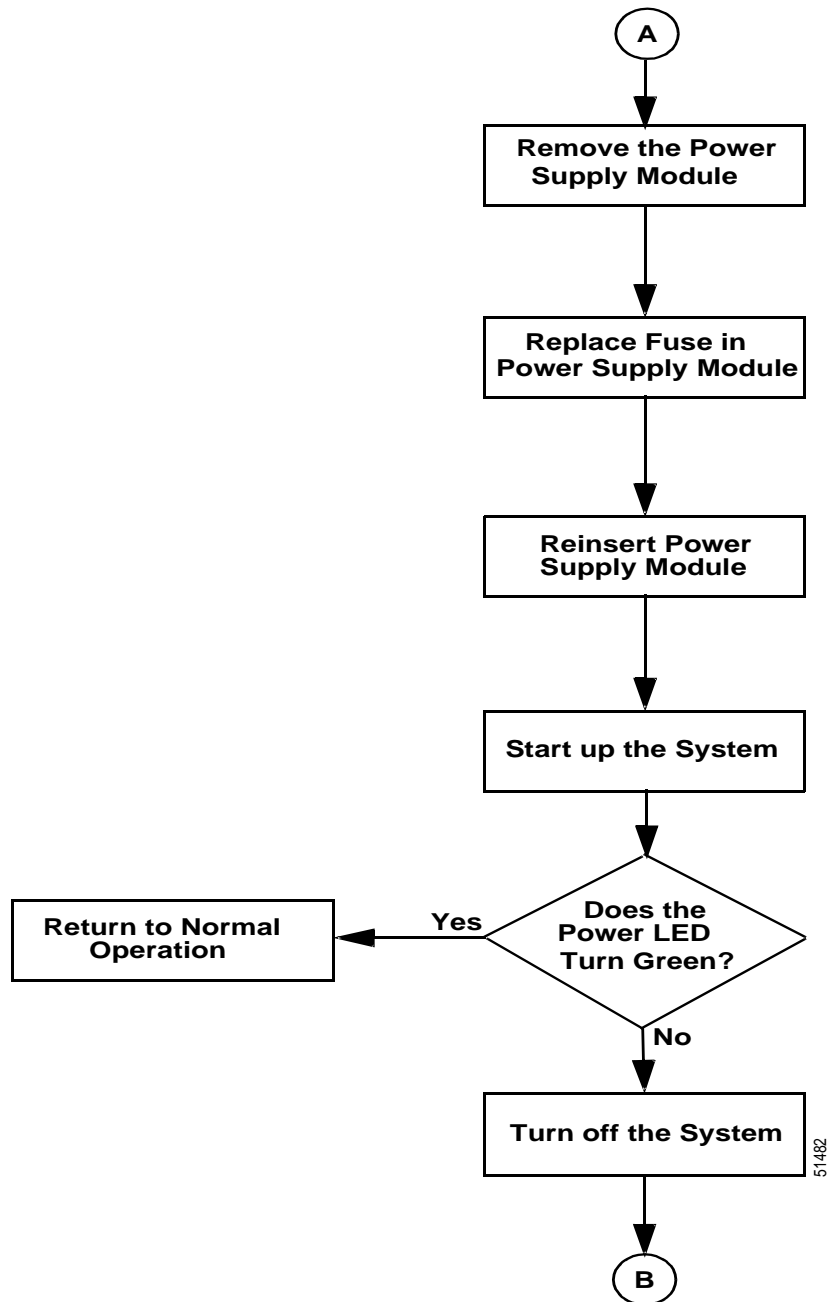 A
Remove the Power
Supply Module
Replace Fuse in
Power Supply Module
Reinsert Power
Supply Module
Start up the System
Does the
Power LED
Turn Green?
Yes
Return to Normal
Operation
No
Turn off the System
51482
B